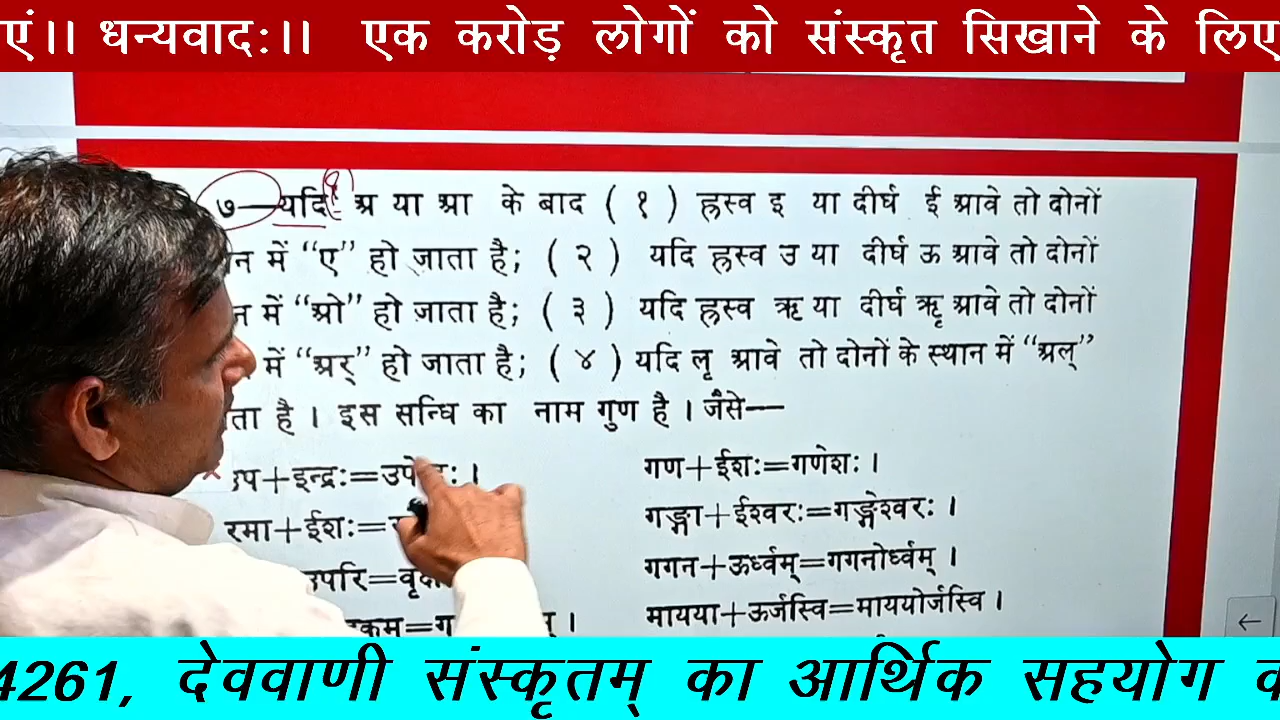 एं।। धन्यवादः।। एक करोड़ लोगों को संस्कृत सिखाने के लिए
७—यदि अ या आ के बाद ( १ ) ह्रस्व इ या दीर्घ ई आवे तो दोनों
में “ए” हो जाता है; ( २ ) यदि ह्रस्व उ या दीर्घ ऊ आवे तो दोनों
में “ओ” हो जाता है; ( ३ ) यदि ह्रस्व ऋ या दीर्घ ॠ आवे तो दोनों
में “अर्” हो जाता है; ( ४ ) यदि लृ आवे तो दोनों के स्थान में “अल्”
है । इस सन्धि का नाम गुण है । जैसे—
उप+इन्द्रः= गण+ईशः=गणेशः ।
रमा+ईशः= गङ्गा+ईश्वरः=गङ्गेश्वरः ।
उपरि= गगन+ऊर्ध्वम्=गगनोर्ध्वम् ।
मायया+ऊर्जस्वि=माययोर्जस्वि ।
4261, देववाणी संस्कृतम् का आर्थिक सहयोग